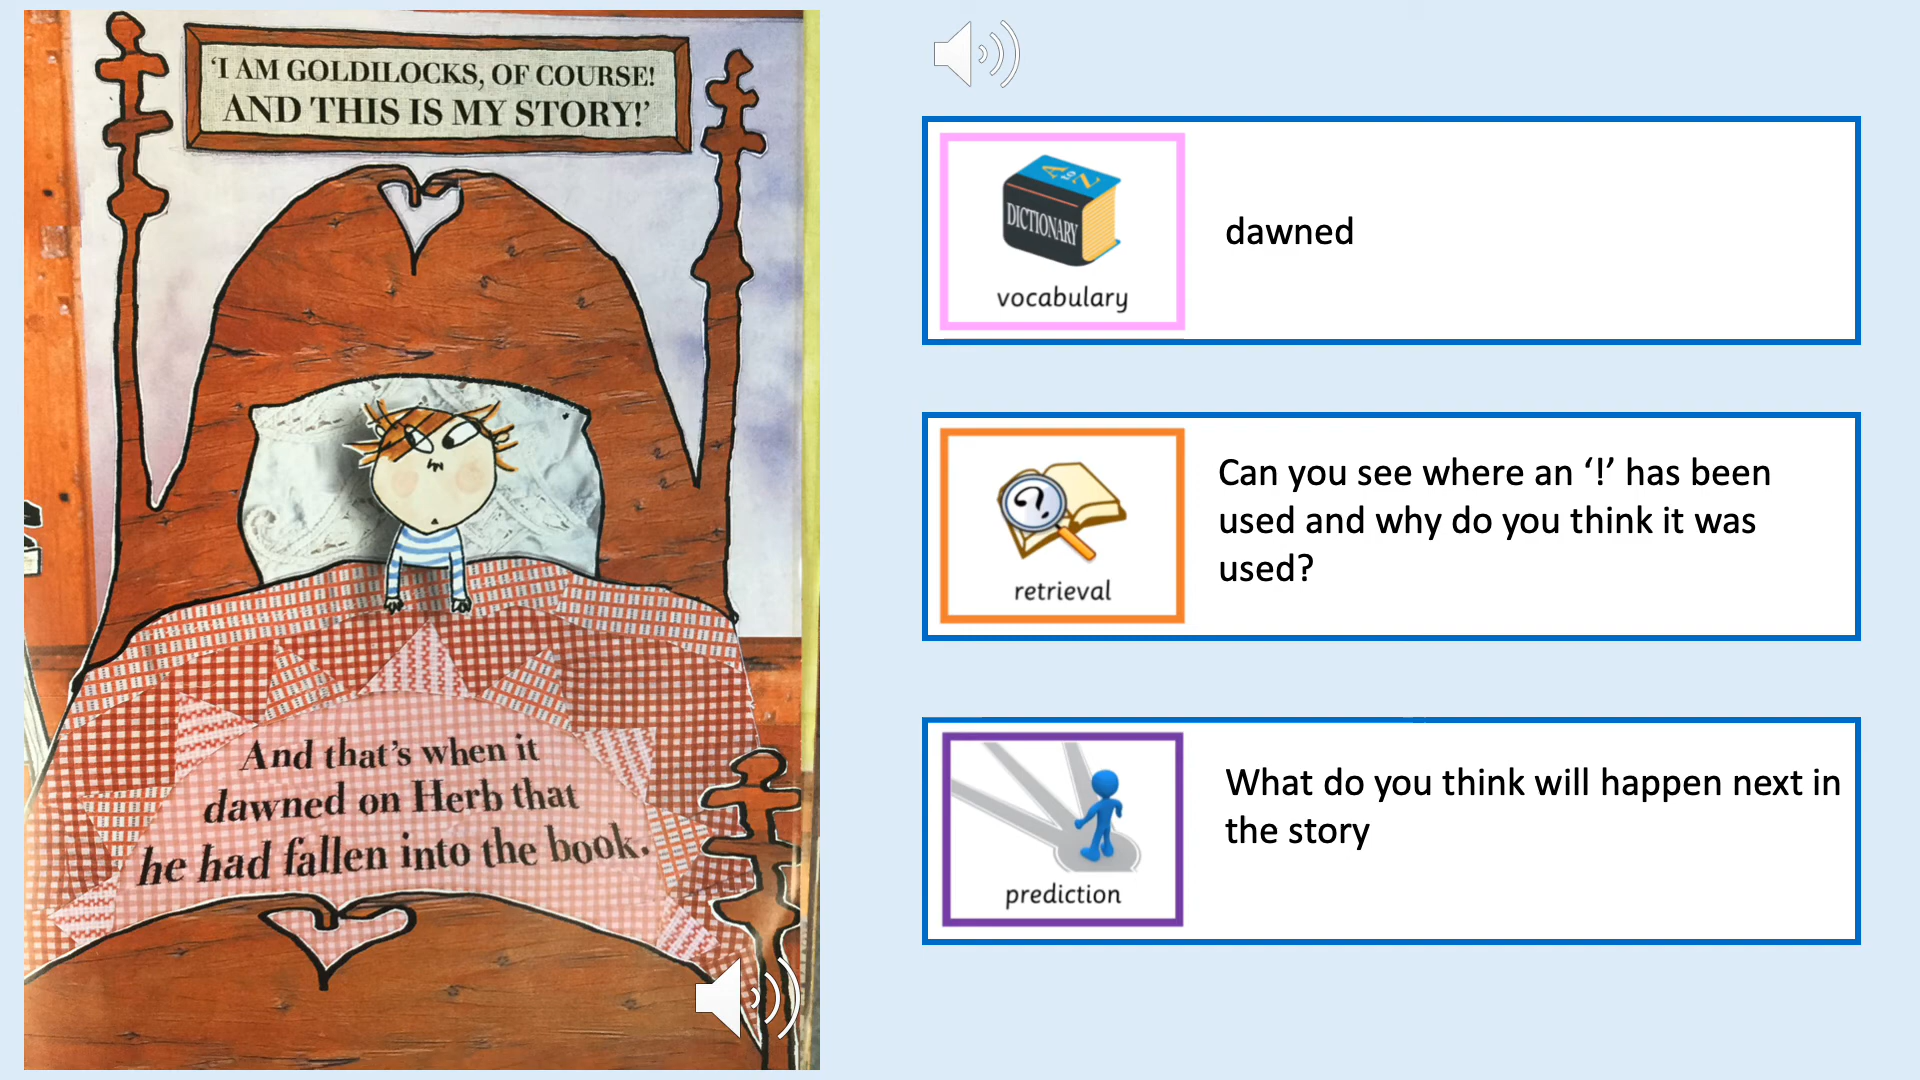 ‘I AM GOLDILOCKS, OF COURSE!
AND THIS IS MY STORY!’
And that’s when it
dawned on Herb that
he had fallen into the book.
A to Z
DICTIONARY
vocabulary
dawned
?
retrieval
Can you see where an ‘!’ has been
used and why do you think it was
used?
prediction
What do you think will happen next in
the story